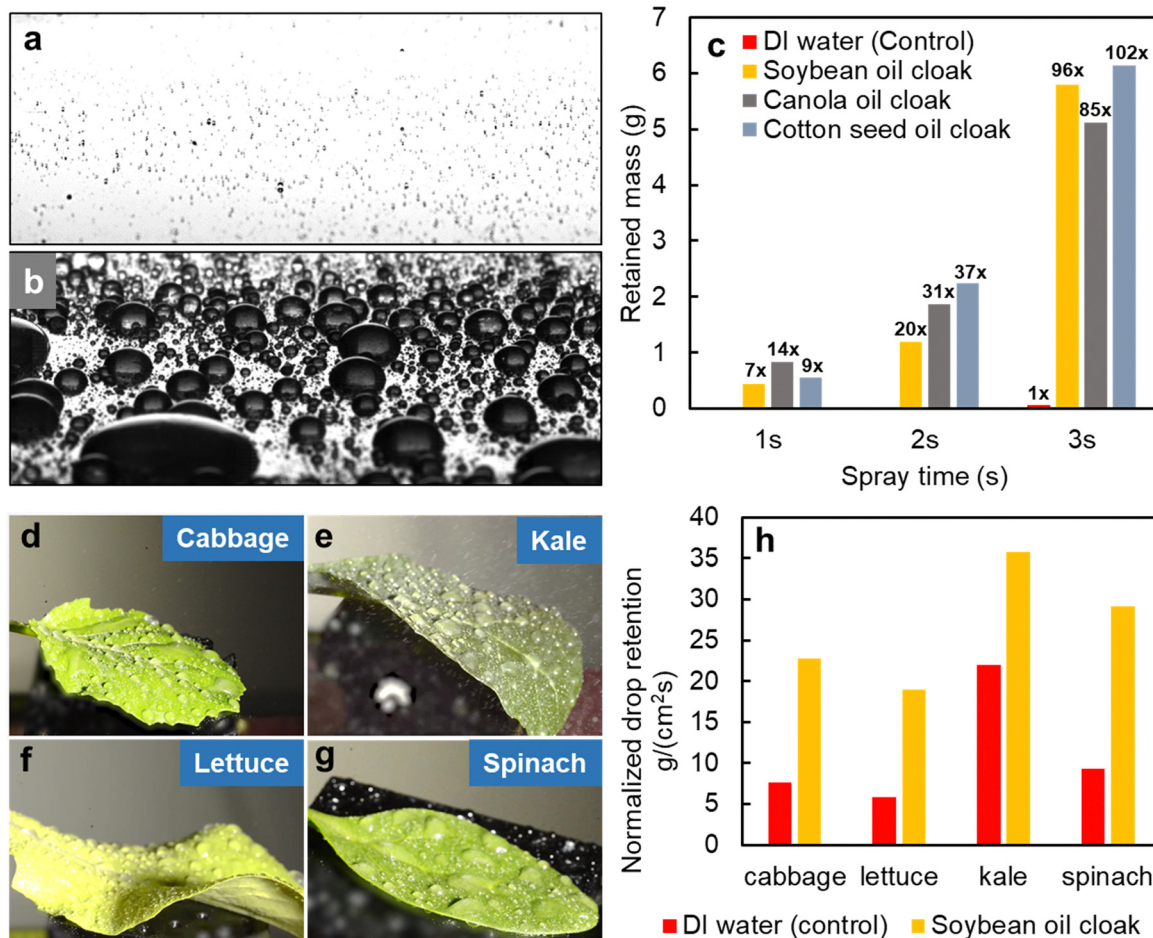 a
b
c
DI water (Control)
Soybean oil cloak
Canola oil cloak
Cotton seed oil cloak
Retained mass (g)
7
6
5
4
3
2
1
0
7x
14x
9x
20x
31x
37x
1x
96x
85x
102x
1s
2s
3s
Spray time (s)
d
Cabbage
e
Kale
f
Lettuce
g
Spinach
h
Normalized drop retention
g/(cm²s)
40
35
30
25
20
15
10
5
0
cabbage
lettuce
kale
spinach
DI water (control)
Soybean oil cloak